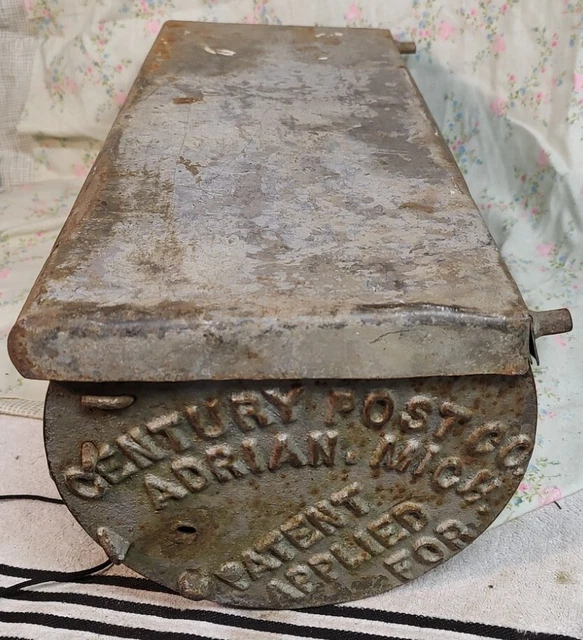 CENTURY POST CO.
ADRIAN. MICH.
PATENT
APPLIED
FOR